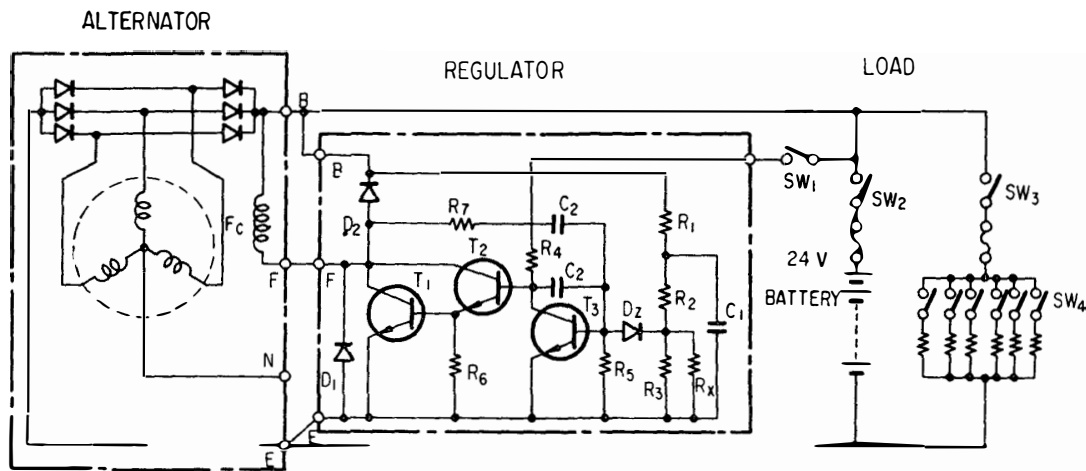 ALTERNATOR
REGULATOR
LOAD
B
B
SW1
SW2
SW3
FC
D2
R7
C2
R1
T2
R4
24 V
F
F
T1
C2
R2
C1
BATTERY
SW4
T3
DZ
N
D1
R6
R5
R3
RX
E
E